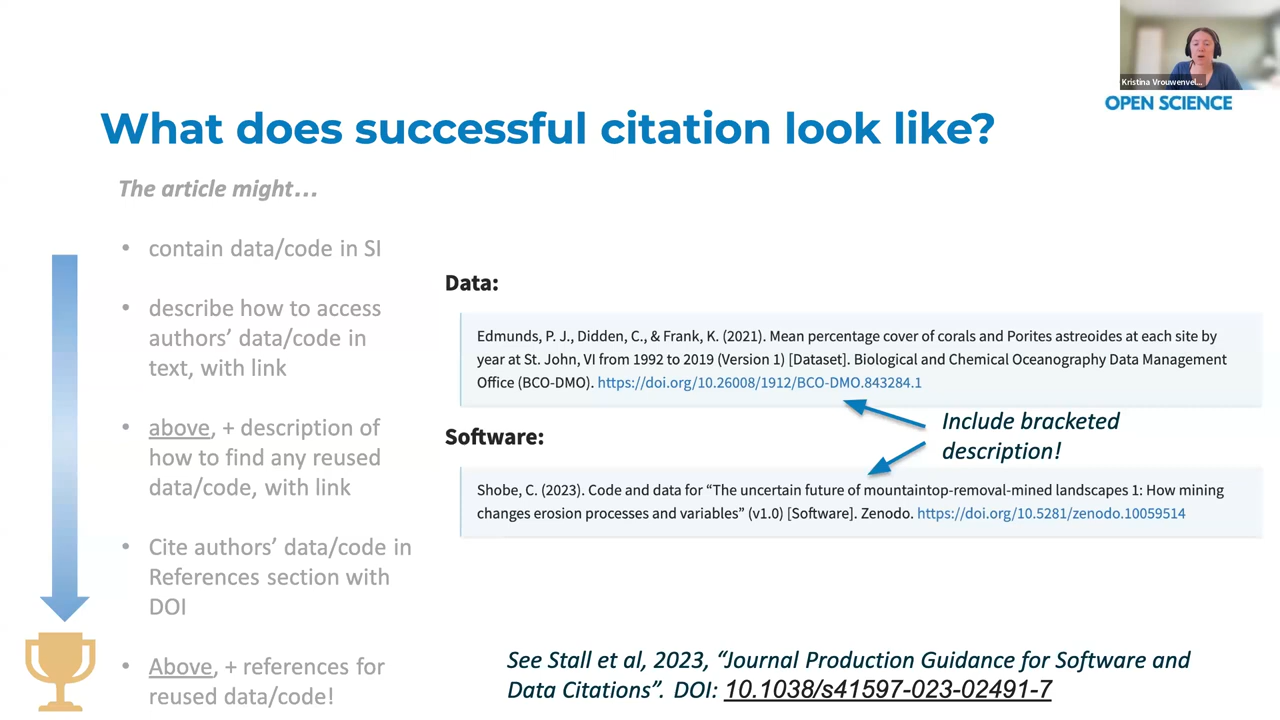 Kristina Vrouwenvel...
OPEN SCIENCE
What does successful citation look like?
The article might...
• contain data/code in SI
• describe how to access
authors' data/code in
text, with link
• above, + description of
how to find any reused
data/code, with link
• Cite authors' data/code in
References section with
DOI
• Above, + references for
reused data/code!
Data:
Edmunds, P. J., Didden, C., & Frank, K. (2021). Mean percentage cover of corals and Porites astreoides at each site by
year at St. John, VI from 1992 to 2019 (Version 1) [Dataset]. Biological and Chemical Oceanography Data Management
Office (BCO-DMO). https://doi.org/10.26008/1912/BCO-DMO.843284.1
Include bracketed
description!
Software:
Shobe, C. (2023). Code and data for “The uncertain future of mountaintop-removal-mined landscapes 1: How mining
changes erosion processes and variables” (v1.0) [Software]. Zenodo. https://doi.org/10.5281/zenodo.10059514
See Stall et al, 2023, “Journal Production Guidance for Software and
Data Citations”. DOI: 10.1038/s41597-023-02491-7